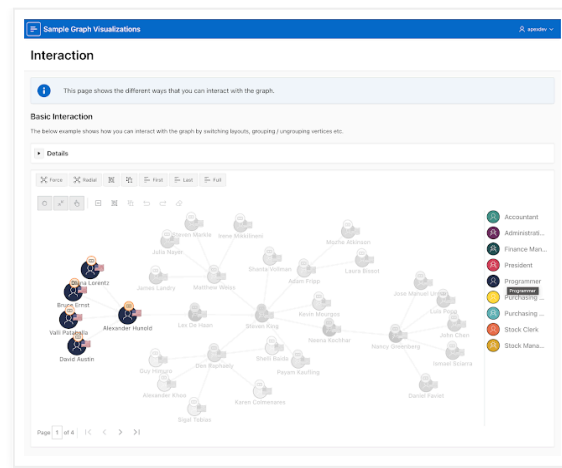 Sample Graph Visualizations
apexdev
Interaction
This page shows the different ways that you can interact with the graph.
Basic Interaction
The below example shows how you can interact with the graph by switching layouts, grouping / ungrouping vertices etc.
Details
Force Radial First Last Full
Steven Markle Irene Mikkilineni
Julia Nayer
Martha Atkinson
Shanta Vollman
Laura Bissot
Diana Lorentz
James Landry Matthew Weiss
Adam Fripp
Bruce Ernst
Jose Manuel
Valli Pataballa Alexander Hunold
Les De Haan Steven King
Kevin Mourgos
Luis Popp
Neena Kochhar
Nancy Greenberg
John Chen
David Austin
Guy Himuro
Den Raphaely
Shelli Baida
Payam Kaufling
Ismael Sciarra
Alexander Khoo
Karen Colmenares
Daniel Faviet
Sigal Tobias
Accountant
Administrati...
Finance Man...
President
Programmer
Programmer
Purchasing ...
Purchasing ...
Stock Clerk
Stock Mana...
Page 1 of 4